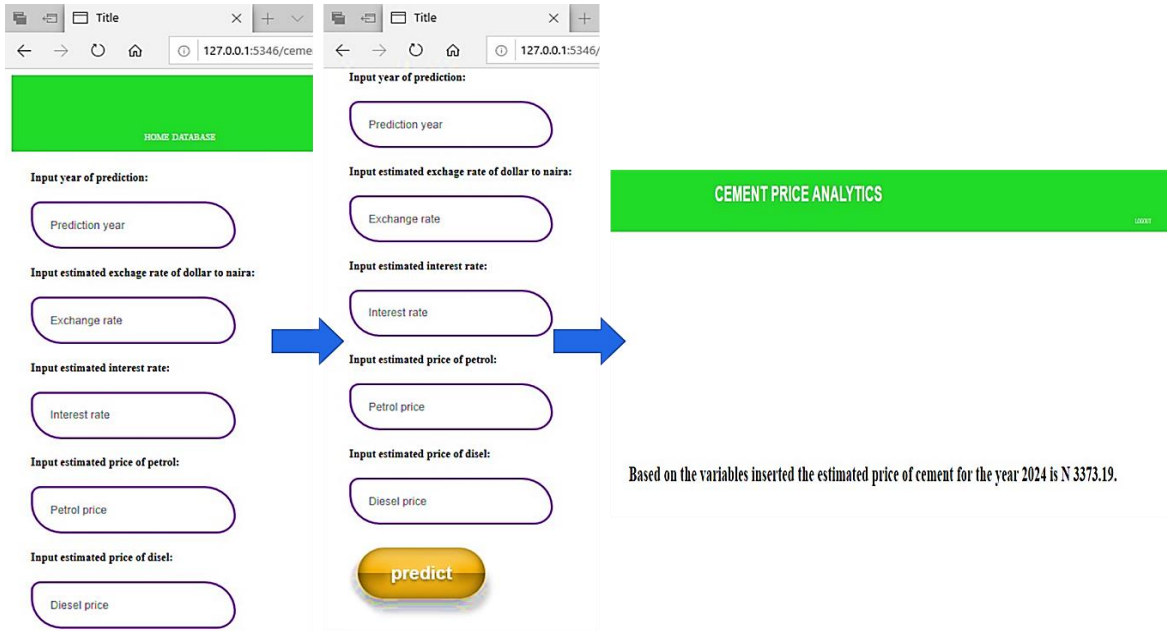 Title
127.0.0.1:5346/ceme
HOME DATABASE
Input year of prediction:
Prediction year
Input estimated exchage rate of dollar to naira:
Exchange rate
Input estimated interest rate:
Interest rate
Input estimated price of petrol:
Petrol price
Input estimated price of disel:
Diesel price
Title
127.0.0.1:5346/
Input year of prediction:
Prediction year
Input estimated exchage rate of dollar to naira:
Exchange rate
Input estimated interest rate:
Interest rate
Input estimated price of petrol:
Petrol price
Input estimated price of disel:
Diesel price
predict
CEMENT PRICE ANALYTICS
LOGOUT
Based on the variables inserted the estimated price of cement for the year 2024 is N 3373.19.